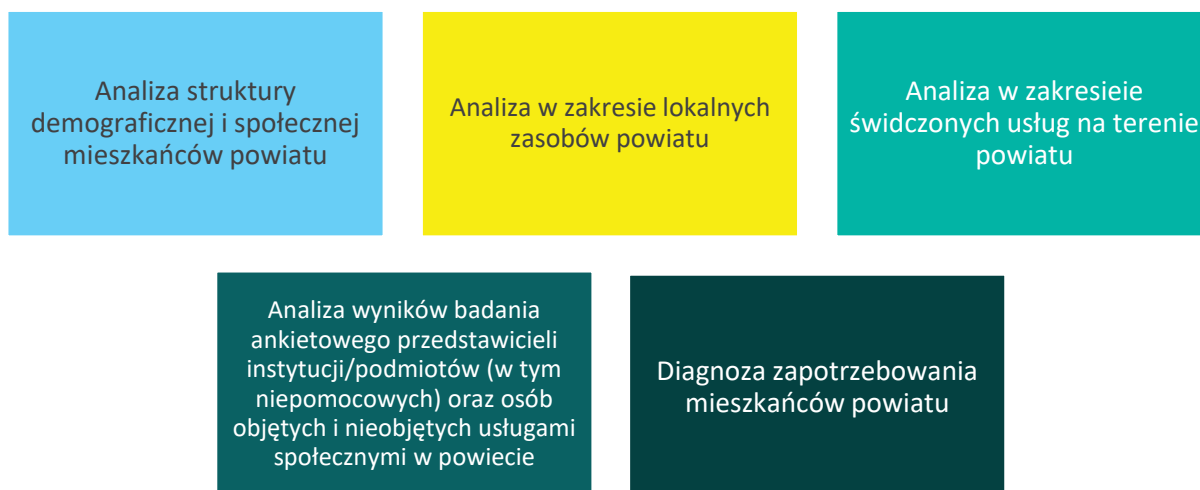 Analiza struktury
demograficznej i społecznej
mieszkańców powiatu
Analiza w zakresie lokalnych
zasobów powiatu
Analiza w zakresieie
świdczonych usług na terenie
powiatu
Analiza wyników badania
ankietowego przedstawicieli
instytucji/podmiotów (w tym
niepomocowych) oraz osób
objętych i nieobjętych usługami
społecznymi w powiecie
Diagnoza zapotrzebowania
mieszkańców powiatu